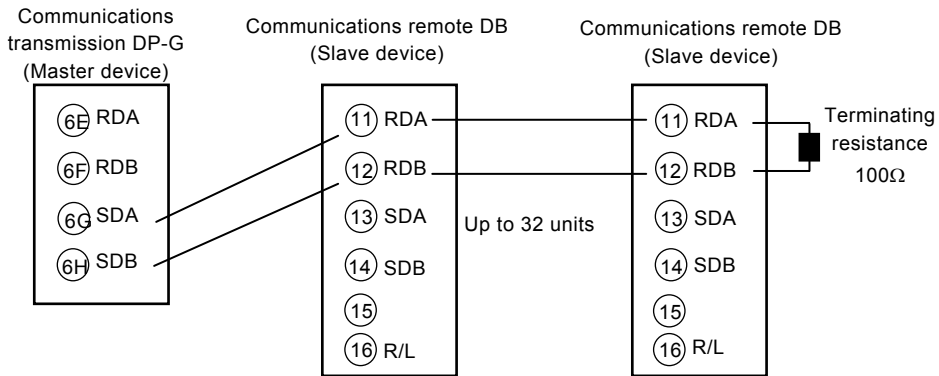 Communications
transmission DP-G
(Master device)
Communications remote DB
(Slave device)
Communications remote DB
(Slave device)
6E RDA
6F RDB
6G SDA
6H SDB
11 RDA
12 RDB
13 SDA
14 SDB
15
16 R/L
Up to 32 units
11 RDA
12 RDB
13 SDA
14 SDB
15
16 R/L
Terminating
resistance
100Ω